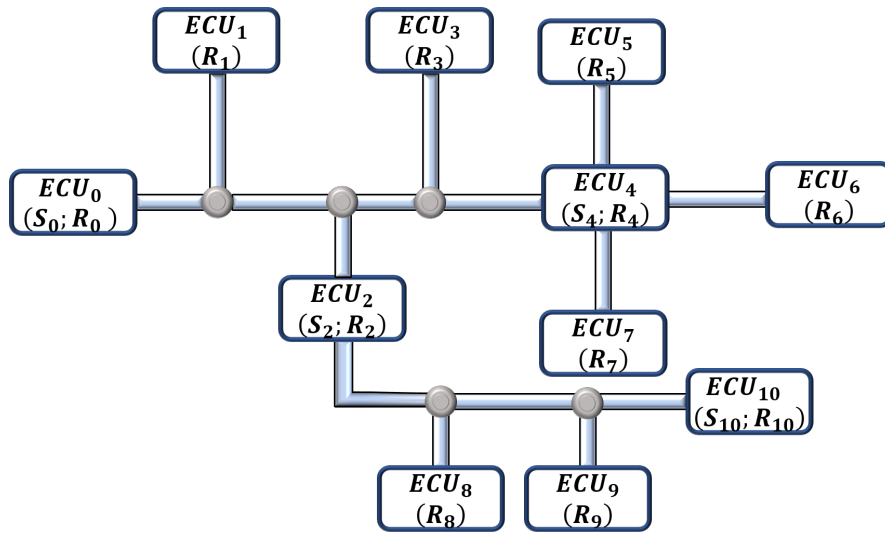 ECU₁
(R₁)
ECU₃
(R₃)
ECU₅
(R₅)
ECU₀
(S₀; R₀)
ECU₄
(S₄; R₄)
ECU₆
(R₆)
ECU₂
(S₂; R₂)
ECU₇
(R₇)
ECU₁₀
(S₁₀; R₁₀)
ECU₈
(R₈)
ECU₉
(R₉)